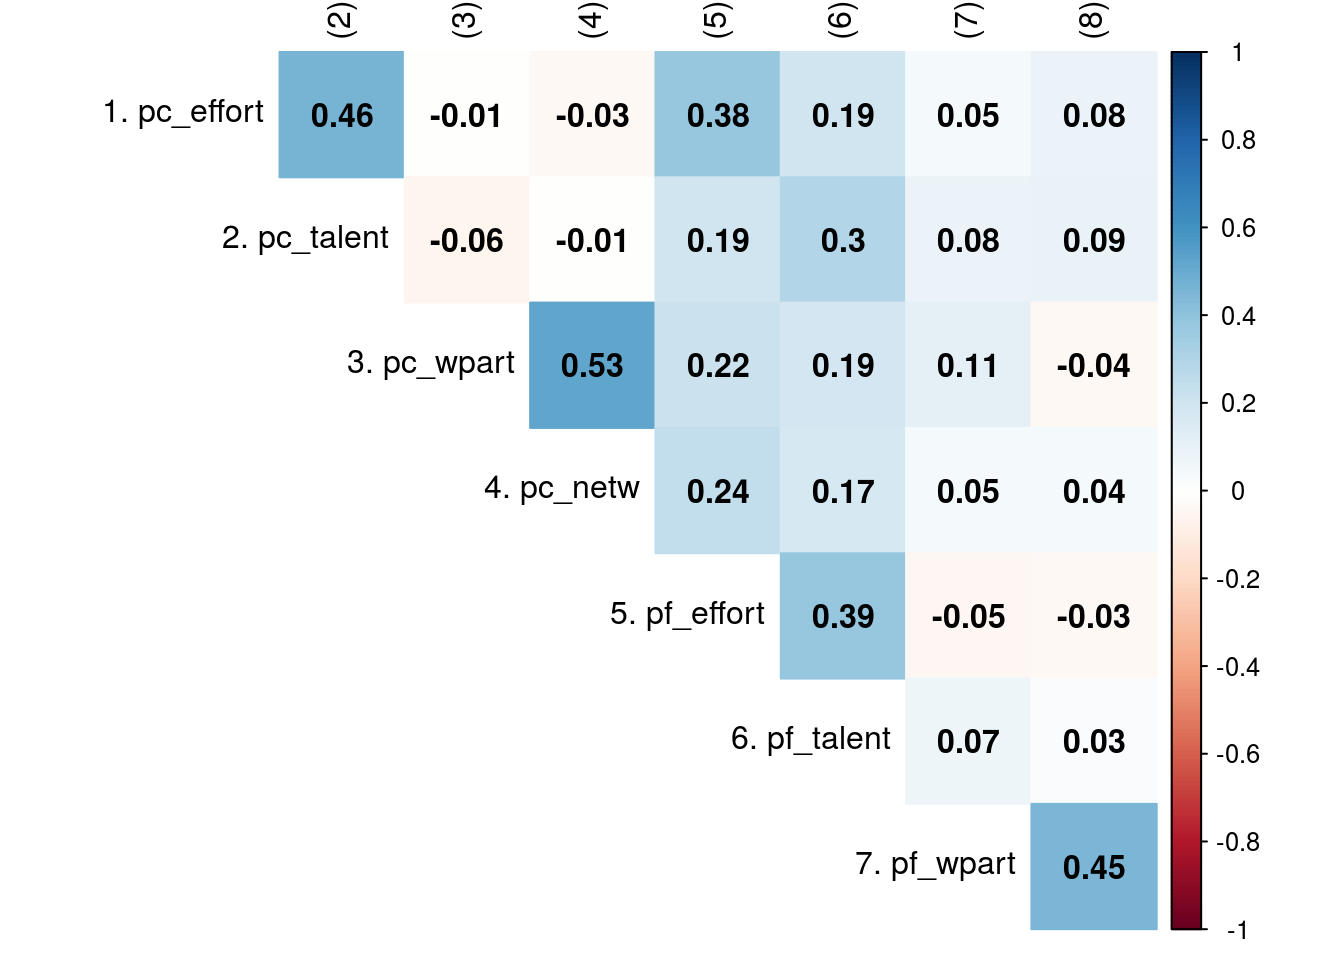 (2) (3) (4) (5) (6) (7) (8)
1. pc_effort 0.46 -0.01 -0.03 0.38 0.19 0.05 0.08
2. pc_talent -0.06 -0.01 0.19 0.3 0.08 0.09
3. pc_wpart 0.53 0.22 0.19 0.11 -0.04
4. pc_netw 0.24 0.17 0.05 0.04
5. pf_effort 0.39 -0.05 -0.03
6. pf_talent 0.07 0.03
7. pf_wpart 0.45
1
0.8
0.6
0.4
0.2
0
-0.2
-0.4
-0.6
-0.8
-1